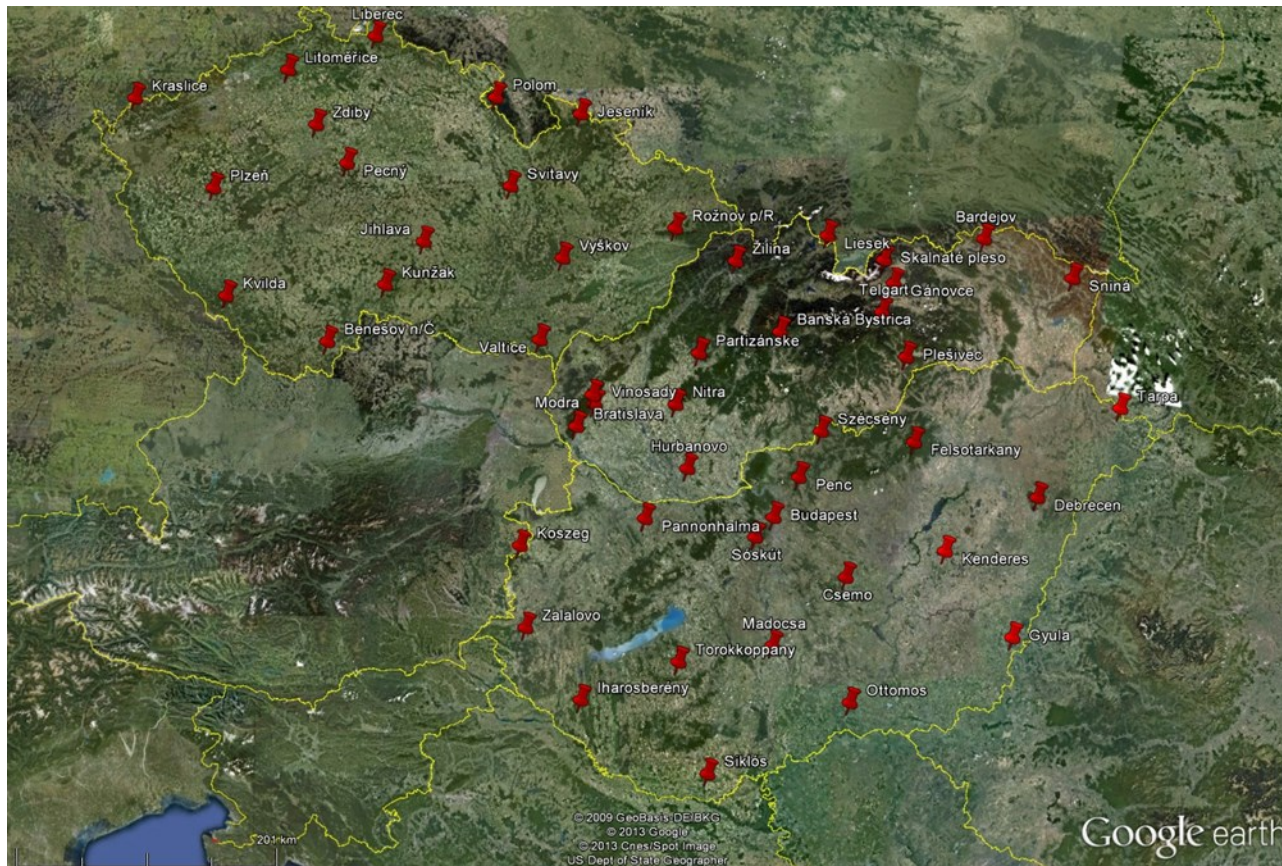 Liberec
Litoměřice
Kraslice
Polom
Jeseník
Zdiby
Pecný
Plzeň
Svitavy
Rožnov p/R
Bardejov
Jihlava
Vyškov
Žilina
Liesek
Skalnaté pleso
Kunžak
Kvilda
Telgart
Gánovce
Snina
Banská Bystrica
Benešov n/Č
Valtice
Partizánske
Plešivec
Vinosady
Nitra
Modra
Bratislava
Tarpa
Szécseny
Hurbanovo
Felsotarkany
Penc
Debrecen
Pannonhalma
Budapest
Koszeg
Sóskút
Kenderes
Csemo
Zalalovo
Madocsa
Gyula
Torokkoppány
Iharosberény
Ottomos
Siklós
© 2009 GeoBasis-DE/BKG
© 2013 Google
© 2013 Cnes/Spot Image
US Dept of State Geographer
201 km
Google earth